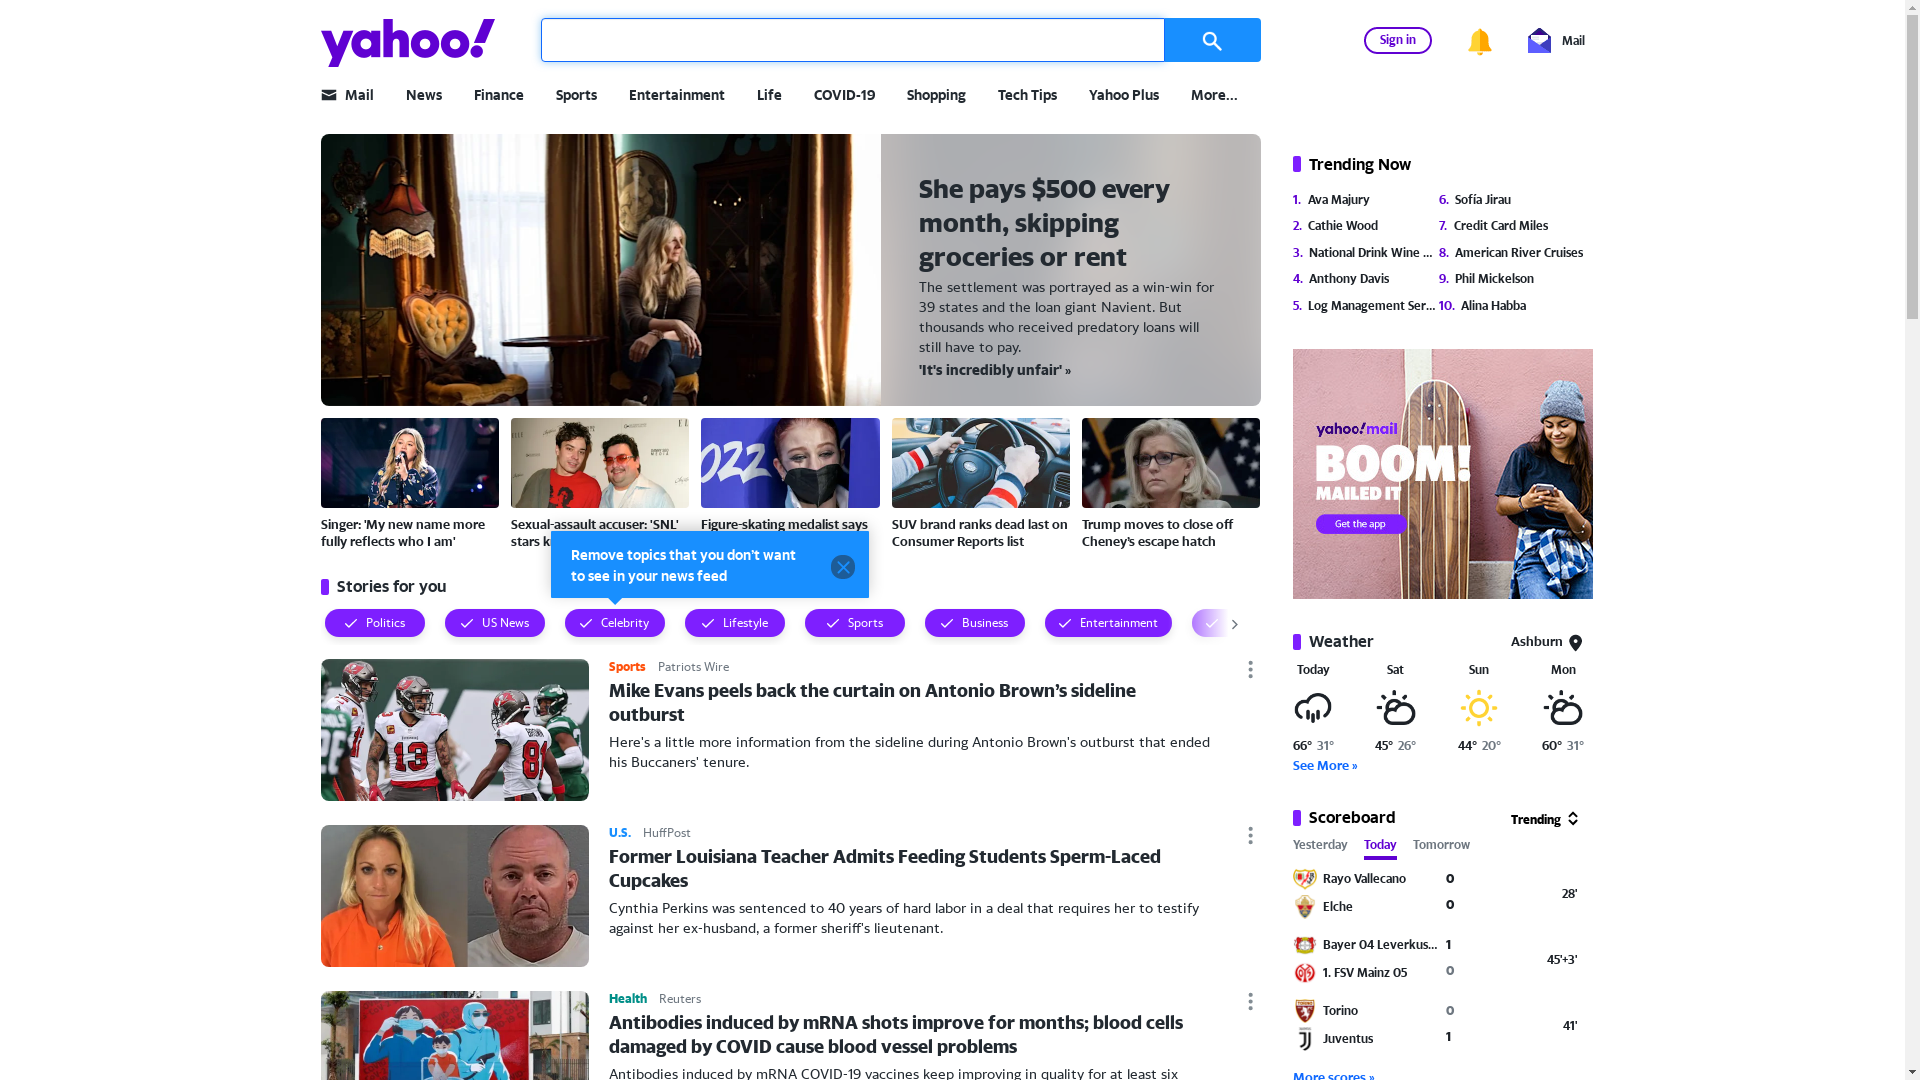 yahoo!
Sign in
Mail
Mail
News
Finance
Sports
Entertainment
Life
COVID-19
Shopping
Tech Tips
Yahoo Plus
More...
She pays $500 every
month, skipping
groceries or rent
The settlement was portrayed as a win-win for
39 states and the loan giant Navient. But
thousands who received predatory loans will
still have to pay.
'It's incredibly unfair' »
2022
Singer: 'My new name more
fully reflects who I am'
Sexual-assault accuser: 'SNL'
stars
Figure-skating medalist says
SUV brand ranks dead last on
Consumer Reports list
Trump moves to close off
Cheney's escape hatch
Remove topics that you don't want
to see in your news feed
Stories for you
Politics
US News
Celebrity
Lifestyle
Sports
Business
Entertainment
Sports Patriots Wire
Mike Evans peels back the curtain on Antonio Brown's sideline
outburst
Here's a little more information from the sideline during Antonio Brown's outburst that ended
his Buccaneers' tenure.
13
81
U.S. HuffPost
Former Louisiana Teacher Admits Feeding Students Sperm-Laced
Cupcakes
Cynthia Perkins was sentenced to 40 years of hard labor in a deal that requires her to testify
against her ex-husband, a former sheriff's lieutenant.
Health Reuters
Antibodies induced by mRNA shots improve for months; blood cells
damaged by COVID cause blood vessel problems
Antibodies induced by mRNA COVID-19 vaccines keep improving in quality for at least six
Trending Now
1. Ava Majury
2. Cathie Wood
3. National Drink Wine ...
4. Anthony Davis
5. Log Management Ser...
6. Sofía Jirau
7. Credit Card Miles
8. American River Cruises
9. Phil Mickelson
10. Alina Habba
yahoo!mail
BOOM!
MAILED IT
Get the app
Weather
Ashburn
Today
Sat
Sun
Mon
66° 31°
45° 26°
44° 20°
60° 31°
See More »
Scoreboard
Trending
Yesterday
Today
Tomorrow
Rayo Vallecano 0
Elche 0
28'
Bayer 04 Leverkus... 1
1. FSV Mainz 05 0
45'+3'
Torino 0
Juventus 1
41'
More scores »